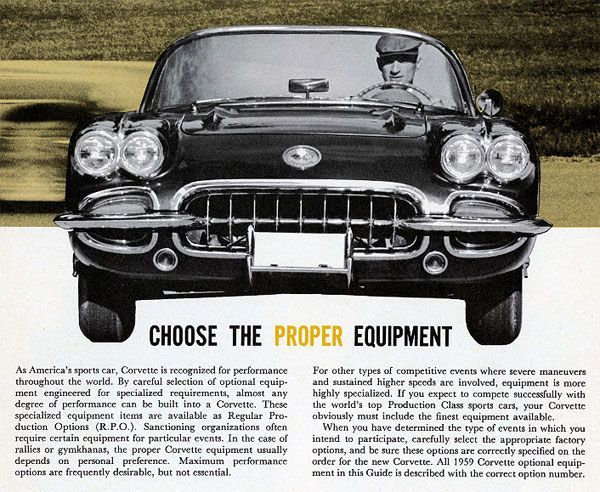 CHOOSE THE PROPER EQUIPMENT
As America's sports car, Corvette is recognized for performance
throughout the world. By careful selection of optional equip-
ment engineered for specialized requirements, almost any
degree of performance can be built into a Corvette. These
specialized equipment items are available as Regular Pro-
duction Options (R.P.O.). Sanctioning organizations often
require certain equipment for particular events. In the case of
rallies or gymkhanas, the proper Corvette equipment usually
depends on personal preference. Maximum performance
options are frequently desirable, but not essential.
For other types of competitive events where severe maneuvers
and sustained higher speeds are involved, equipment is more
highly specialized. If you expect to compete successfully with
the world's top Production Class sports cars, your Corvette
obviously must include the finest equipment available.
When you have determined the type of events in which you
intend to participate, carefully select the appropriate factory
options, and be sure these options are correctly specified on the
order for the new Corvette. All 1959 Corvette optional equip-
ment in this Guide is described with the correct option number.